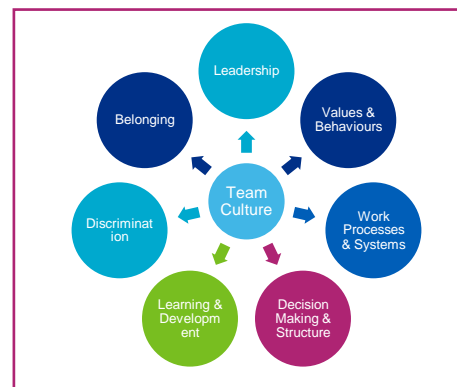 Leadership
Values &
Behaviours
Work
Processes
& Systems
Decision
Making &
Structure
Learning &
Developm
ent
Discriminat
ion
Belonging
Team
Culture